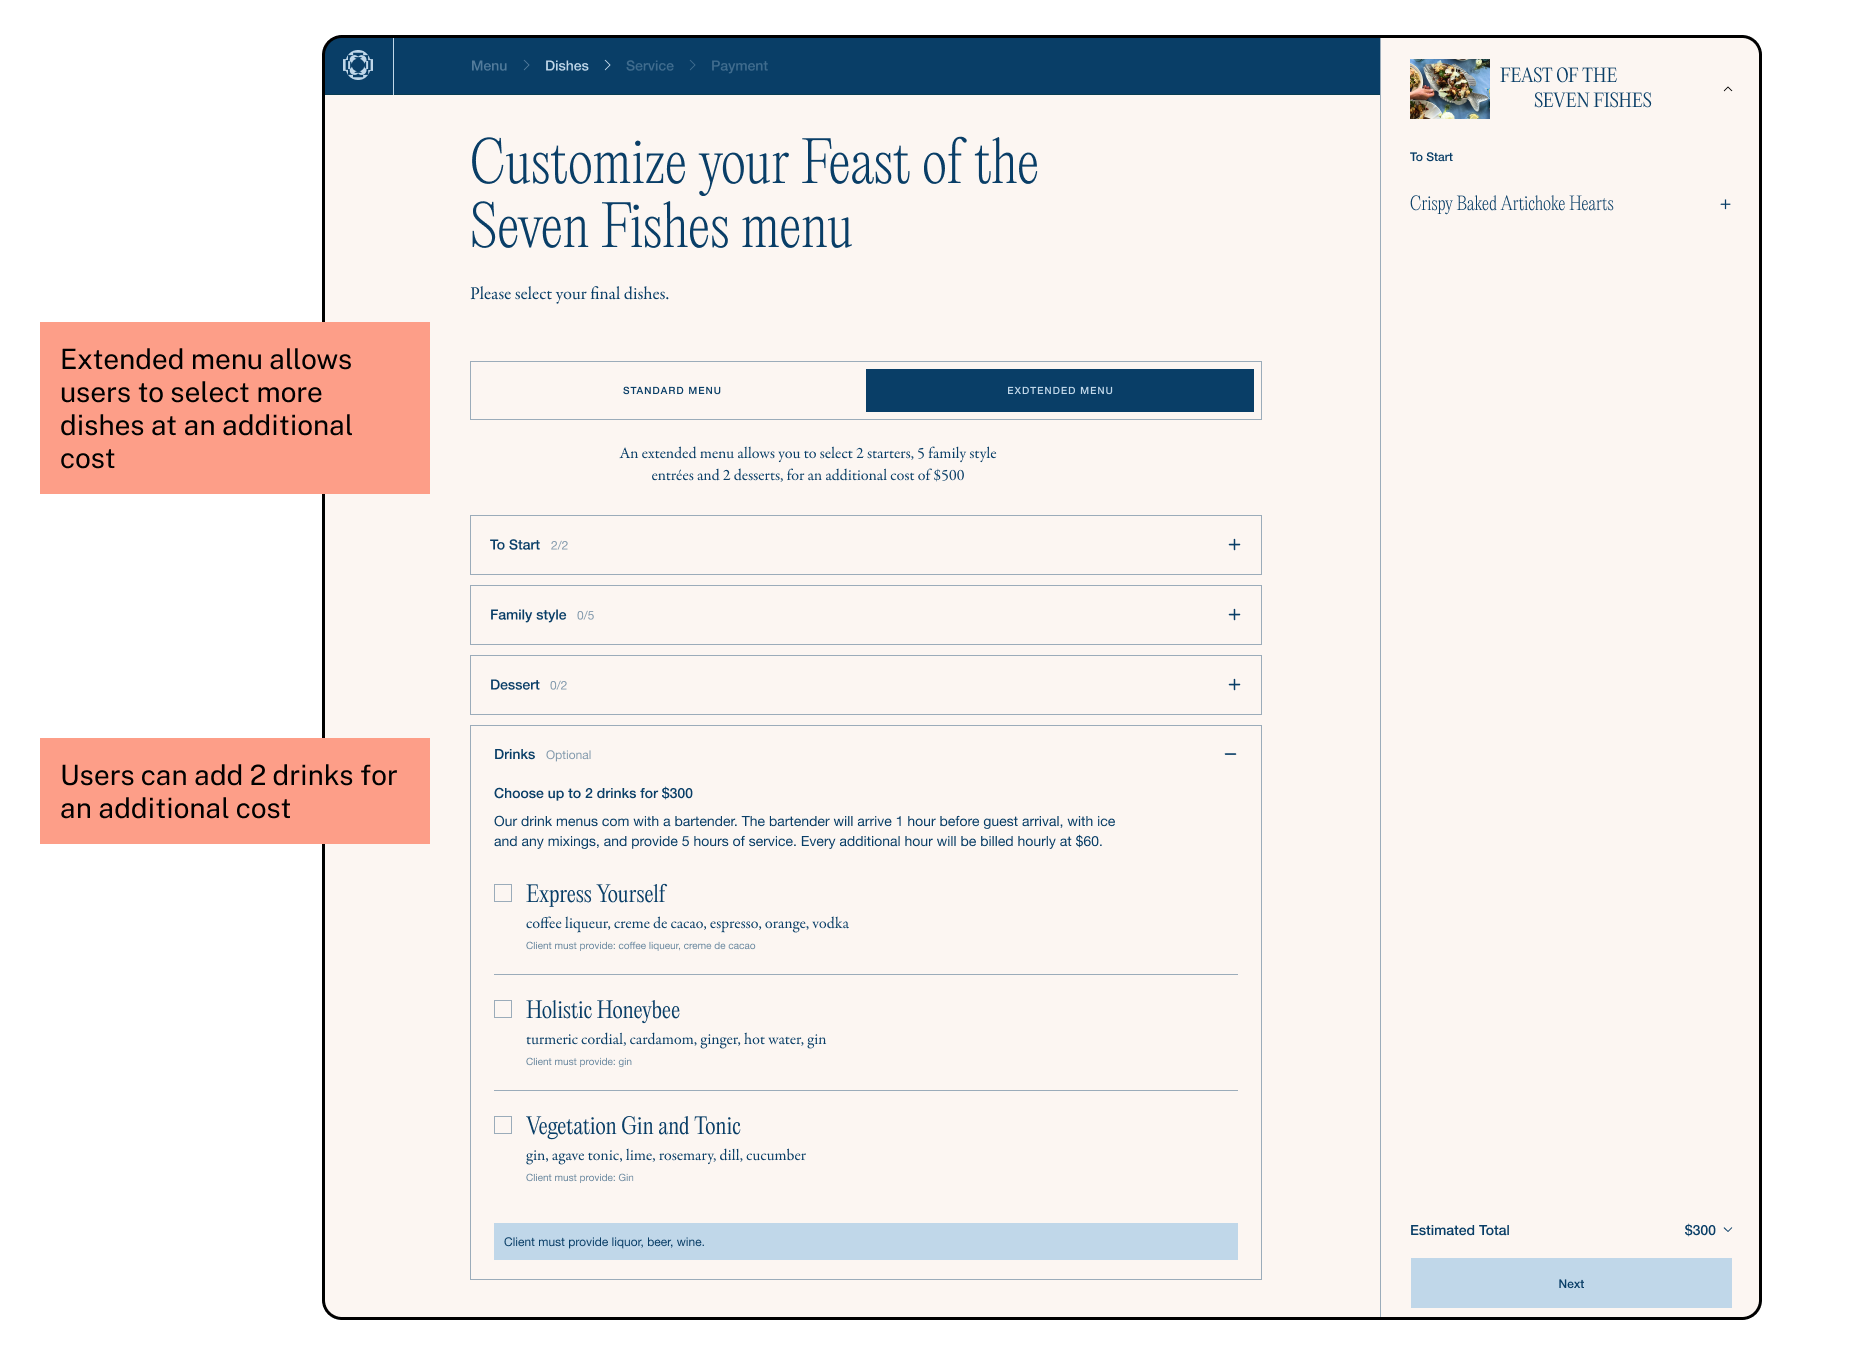 Menu
Dishes
Service
Payment
Customize your Feast of the
Seven Fishes menu
Please select your final dishes.
STANDARD MENU
EXDTENDED MENU
An extended menu allows you to select 2 starters, 5 family style
entrées and 2 desserts, for an additional cost of $500
To Start 2/2
Family style 0/5
Dessert 0/2
Drinks Optional
Choose up to 2 drinks for $300
Our drink menus com with a bartender. The bartender will arrive 1 hour before guest arrival, with ice
and any mixings, and provide 5 hours of service. Every additional hour will be billed hourly at $60.
Express Yourself
coffee liqueur, creme de cacao, espresso, orange, vodka
Client must provide: coffee liqueur, creme de cacao
Holistic Honeybee
turmeric cordial, cardamom, ginger, hot water, gin
Client must provide: gin
Vegetation Gin and Tonic
gin, agave tonic, lime, rosemary, dill, cucumber
Client must provide: Gin
Client must provide liquor, beer, wine.
FEAST OF THE
SEVEN FISHES
To Start
Crispy Baked Artichoke Hearts
Estimated Total $300
Next
Extended menu allows
users to select more
dishes at an additional
cost
Users can add 2 drinks for
an additional cost